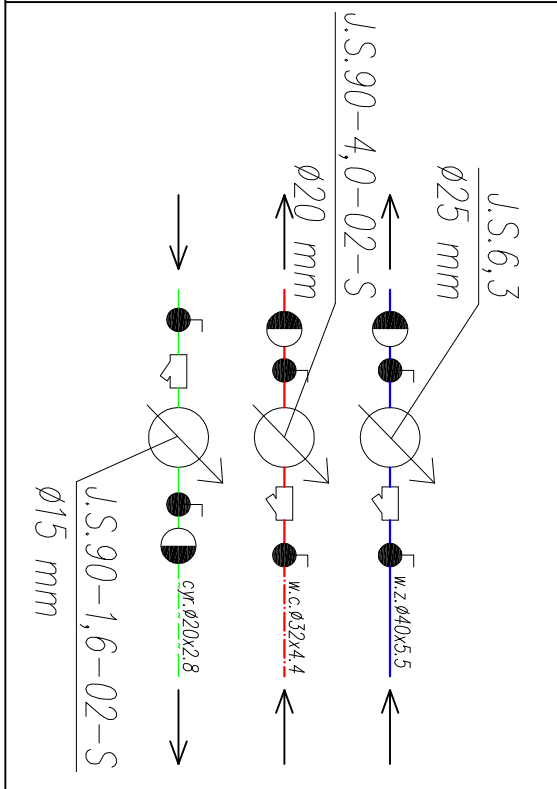 J.S.6,3
ø25 mm
J.S.90-4,0-02-S
ø20 mm
w.z.ø40x5.5
w.c.ø32x4.4
cyr.ø20x2.8
J.S.90-1,6-02-S
ø15 mm